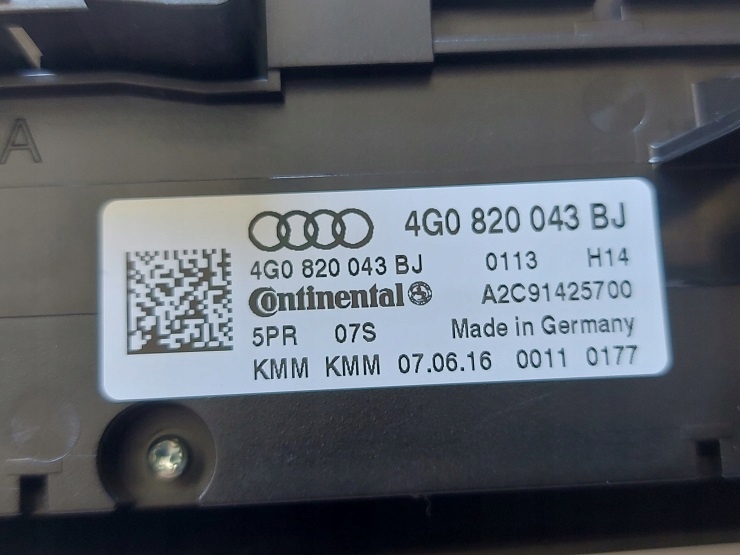 A
4G0 820 043 BJ
4G0 820 043 BJ 0113 H14
Continental A2C91425700
5PR 07S Made in Germany
KMM KMM 07.06.16 0011 0177